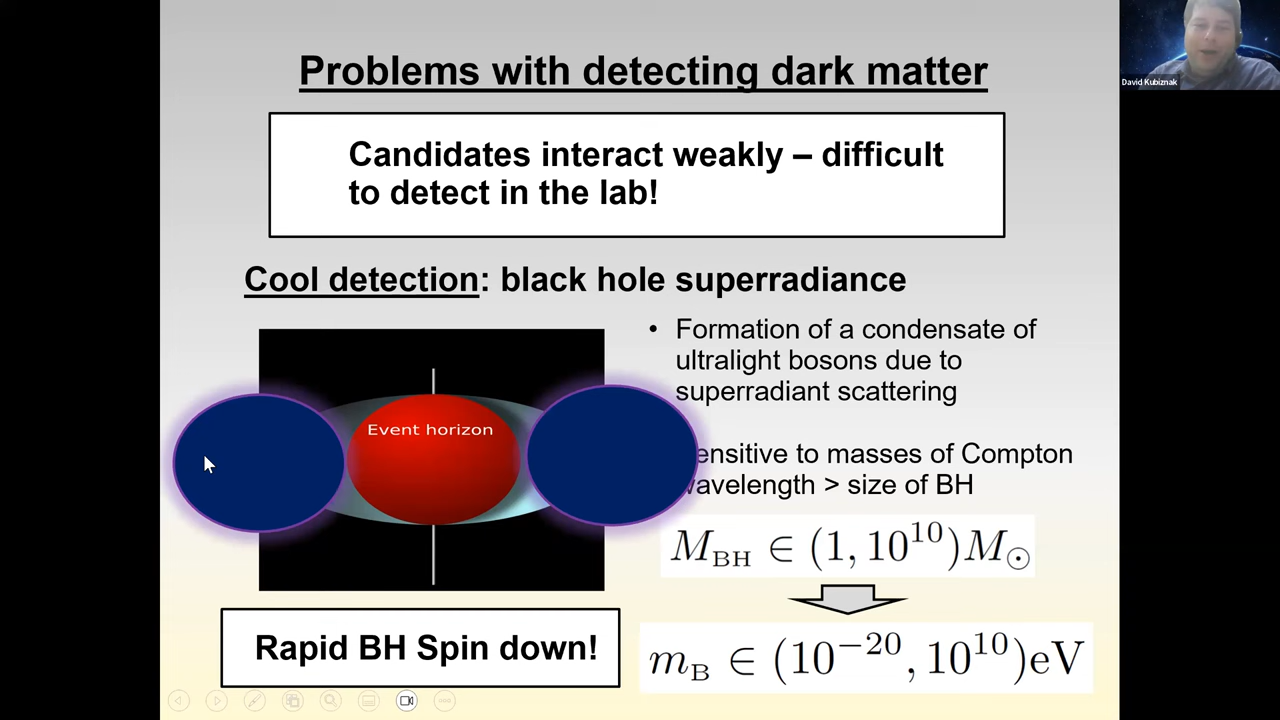 Problems with detecting dark matter
David Kubiznak
Candidates interact weakly – difficult
to detect in the lab!
Cool detection: black hole superradiance
Event horizon
• Formation of a condensate of
ultralight bosons due to
superradiant scattering
ensitive to masses of Compton
wavelength > size of BH
M_BH ∈ (1, 10^10)M_⊙
Rapid BH Spin down!
m_B ∈ (10^−20, 10^10)eV